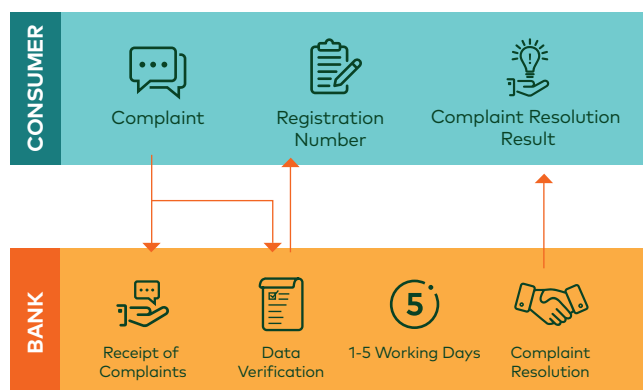 CONSUMER
Complaint
Registration
Number
Complaint Resolution
Result
BANK
Receipt of
Complaints
Data
Verification
5
1-5 Working Days
Complaint
Resolution